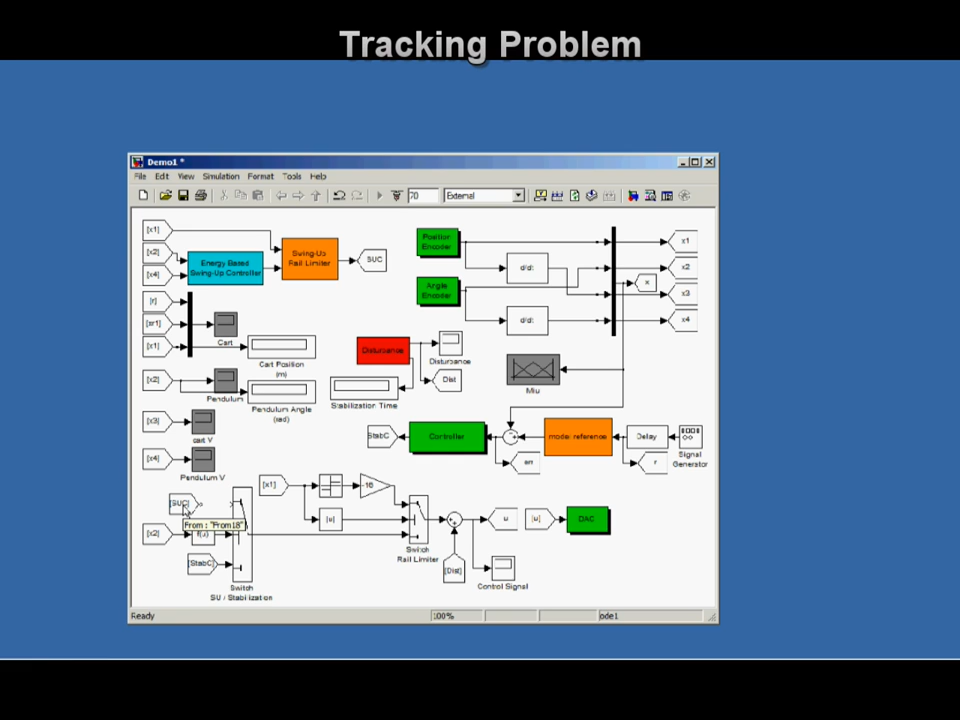 Tracking Problem
Demo1 *
File Edit View Simulation Format Tools Help
70
External
[x1]
[x2]
[x4]
Energy Based
Swing-Up Controller
Swing-Up
Rail Limiter
SUC
Position
Encoder
Angle
Encoder
d/dt
d/dt
x1
x2
x
x3
x4
[r]
[x1]
Cart
Cart Position
(m)
[x2]
Pendulum
Pendulum Angle
(rad)
Disturbance
Disturbance
Dist
Stabilization Time
Miu
[x3]
cart V
[x4]
Pendulum V
StabC
Controller
model reference
Delay
Signal
Generator
err
r
[x1]
-16
|u|
Switch
Rail Limiter
[SUC]
From : "From18"
[x2]
f(u)
[StabC]
Switch
SU / Stabilization
[Dist]
u
[u]
DAC
Control Signal
Ready
100%
ode1